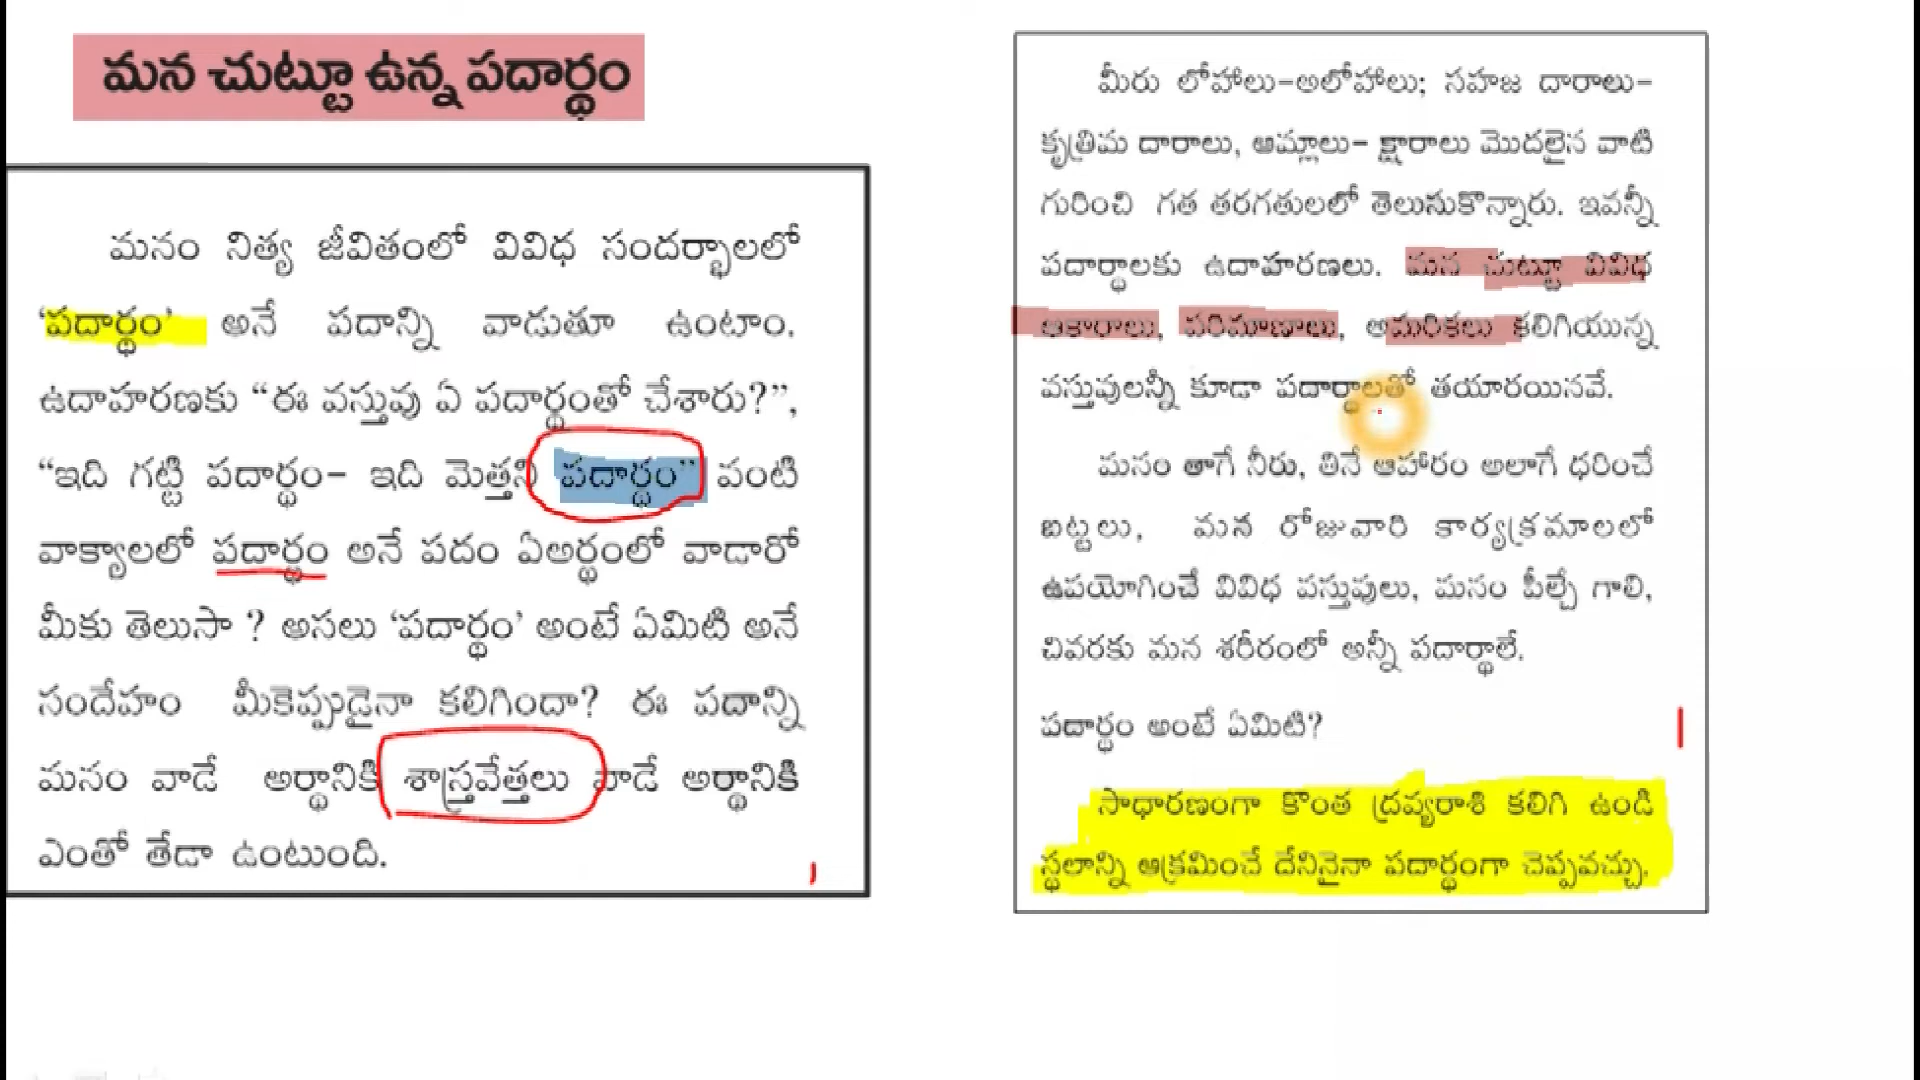 మన చుట్టూ ఉన్న పదార్థం
మనం నిత్య జీవితంలో వివిధ సందర్భాలలో
‘పదార్థం’ అనే పదాన్ని వాడుతూ ఉంటాం.
ఉదాహరణకు “ఈ వస్తువు ఏ పదార్థంతో చేశారు?”,
“ఇది గట్టి పదార్థం- ఇది మెత్తని పదార్థం” వంటి
వాక్యాలలో పదార్థం అనే పదం ఏఅర్థంలో వాడారో
మీకు తెలుసా ? అసలు ‘పదార్థం’ అంటే ఏమిటి అనే
సందేహం మీకెప్పుడైనా కలిగిందా? ఈ పదాన్ని
మనం వాడే అర్థానికి శాస్త్రవేత్తలు వాడే అర్థానికి
ఎంతో తేడా ఉంటుంది.
మీరు లోహాలు-అలోహాలు; సహజ దారాలు-
కృత్రిమ దారాలు, ఆమ్లాలు- క్షారాలు మొదలైన వాటి
గురించి గత తరగతులలో తెలుసుకొన్నారు. ఇవన్నీ
పదార్థాలకు ఉదాహరణలు. మన చుట్టూ వివిధ
ఆకారాలు, పరిమాణాలు, అమరికలు కలిగియున్న
వస్తువులన్నీ కూడా పదార్థాలతో తయారయినవే.
మనం తాగే నీరు, తినే ఆహారం అలాగే ధరించే
బట్టలు, మన రోజువారి కార్యక్రమాలలో
ఉపయోగించే వివిధ వస్తువులు, మనం పీల్చే గాలి,
చివరకు మన శరీరంలో అన్నీ పదార్థాలే.
పదార్థం అంటే ఏమిటి?
సాధారణంగా కొంత ద్రవ్యరాశి కలిగి ఉండి
స్థలాన్ని ఆక్రమించే దేనినైనా పదార్థంగా చెప్పవచ్చు.